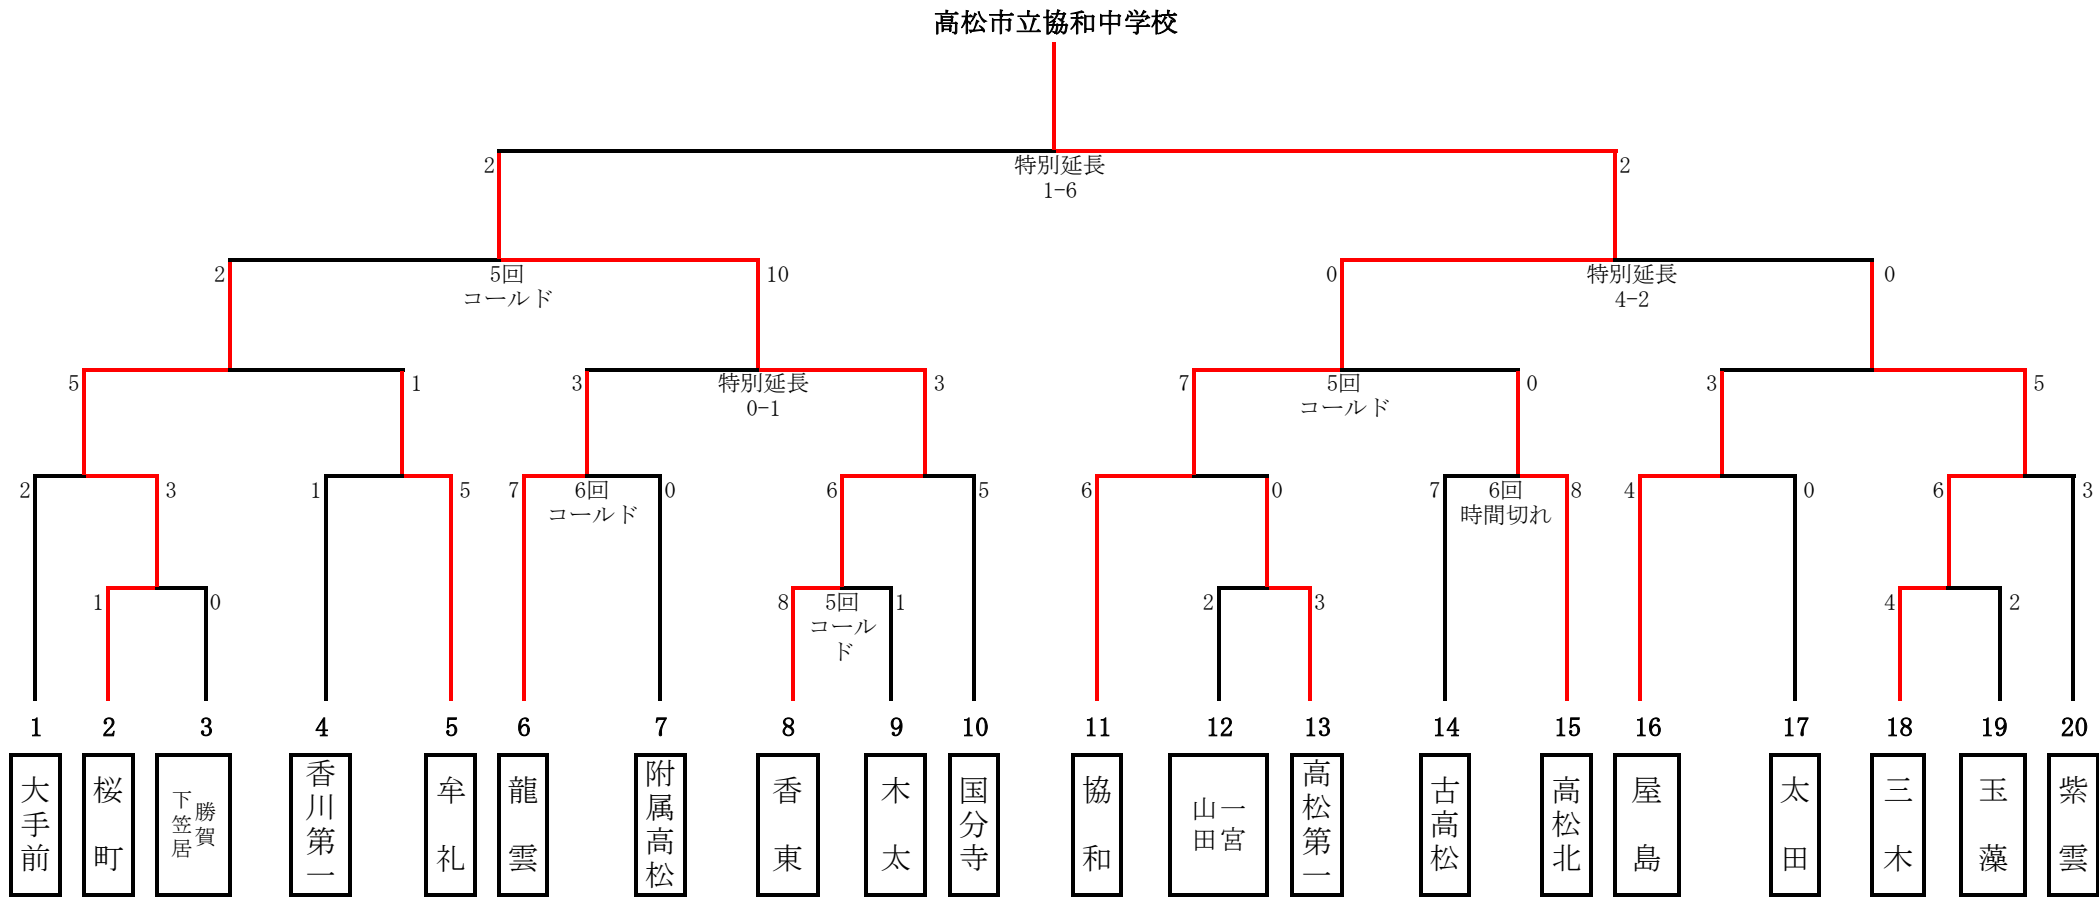 高松市立協和中学校
2
特別延長
1-6
2
2
5回
コールド
10
0
特別延長
4-2
0
5
1
3
特別延長
0-1
3
7
5回
コールド
0
3
5
2
3
1
5
7
6回
コールド
0
6
5
6
0
7
6回
時間切れ
8
4
0
6
3
1
0
8
5回
コール
ド
1
2
3
4
2
1
2
3
4
5
6
7
8
9
10
11
12
13
14
15
16
17
18
19
20
大手前
桜町
勝賀
下笠居
香川第一
牟礼
龍雲
附属高松
香東
木太
国分寺
協和
一宮
山田
高松第一
古高松
高松北
屋島
太田
三木
玉藻
紫雲